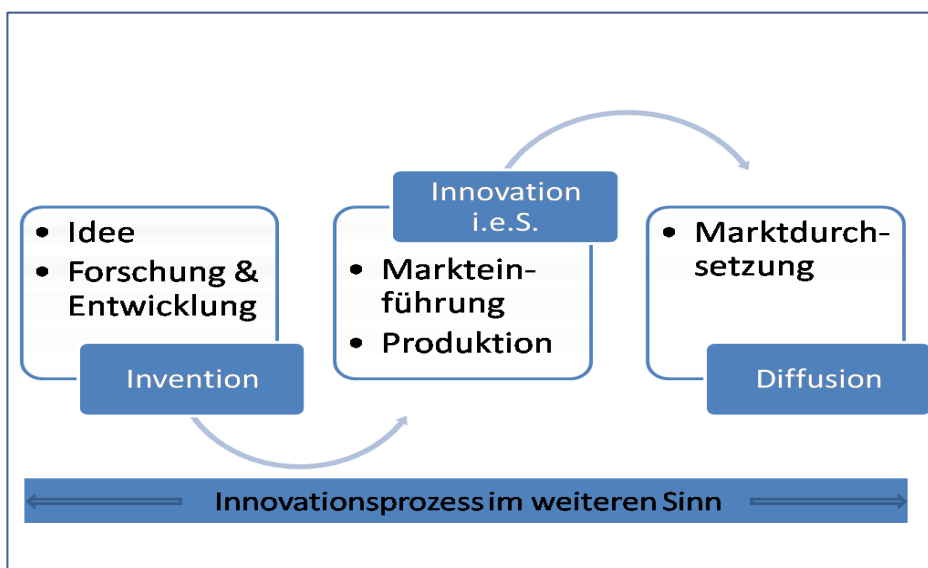 • Idee
• Forschung &
Entwicklung
Invention
Innovation
i.e.S.
• Marktein-
führung
• Produktion
• Marktdurch-
setzung
Diffusion
Innovationsprozess im weiteren Sinn